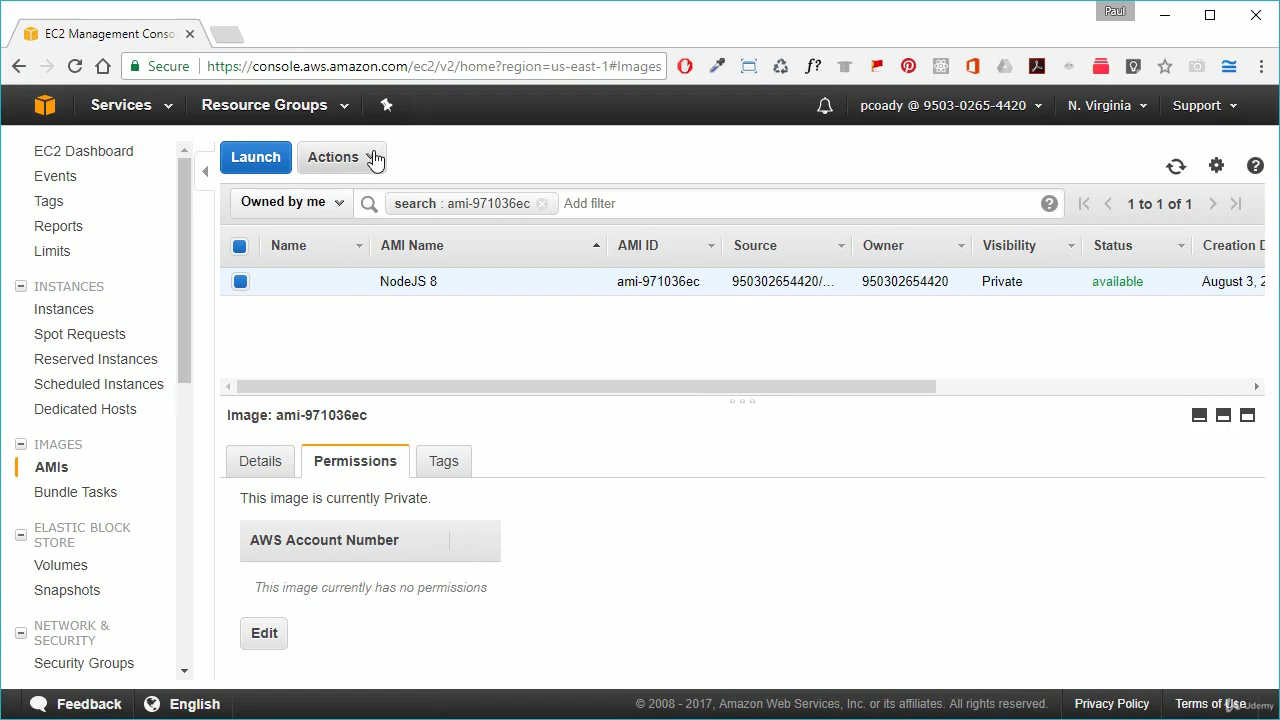 Paul
EC2 Management Conso
Secure https://console.aws.amazon.com/ec2/v2/home?region=us-east-1#Images
Services Resource Groups pcoady @ 9503-0265-4420 N. Virginia Support
EC2 Dashboard
Events
Tags
Reports
Limits
INSTANCES
Instances
Spot Requests
Reserved Instances
Scheduled Instances
Dedicated Hosts
IMAGES
AMIs
Bundle Tasks
ELASTIC BLOCK
STORE
Volumes
Snapshots
NETWORK &
SECURITY
Security Groups
Launch Actions
Owned by me search : ami-971036ec Add filter 1 to 1 of 1
Name AMI Name AMI ID Source Owner Visibility Status Creation D
NodeJS 8 ami-971036ec 950302654420/... 950302654420 Private available August 3, 2
Image: ami-971036ec
Details Permissions Tags
This image is currently Private.
AWS Account Number
This image currently has no permissions
Edit
Feedback English © 2008 - 2017, Amazon Web Services, Inc. or its affiliates. All rights reserved. Privacy Policy Terms of Use
Udemy